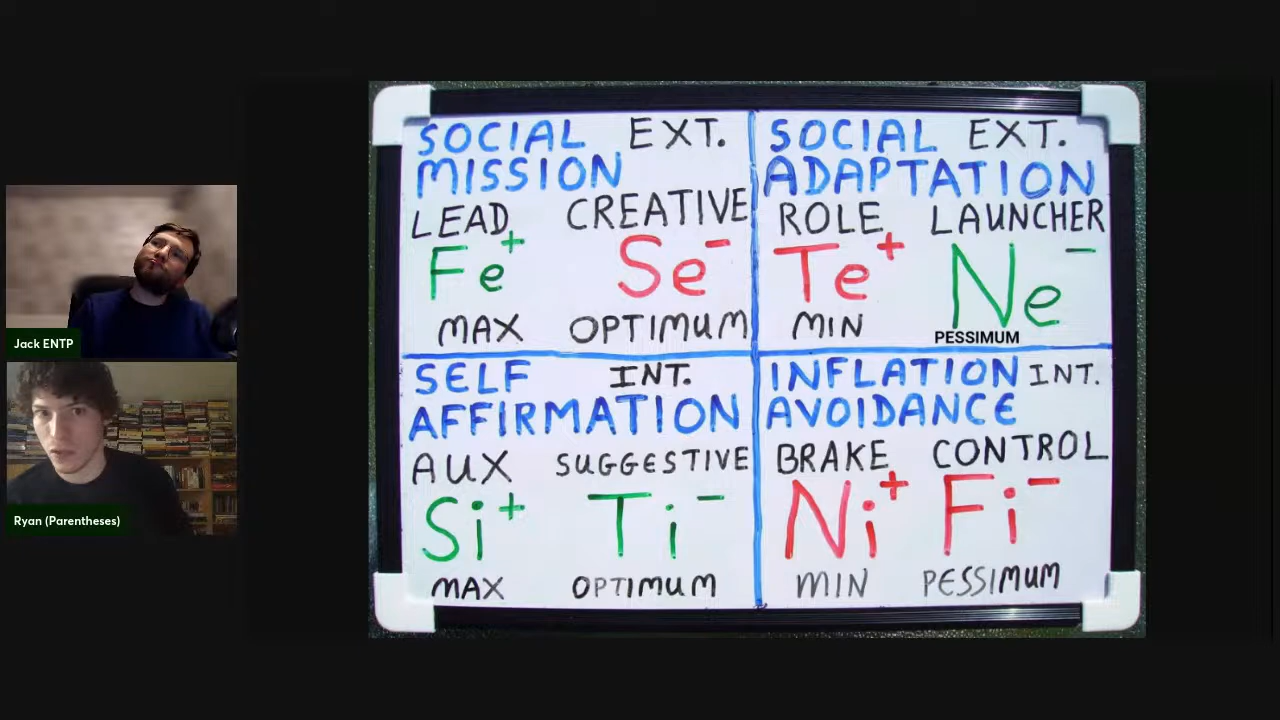 SOCIAL EXT.
MISSION
LEAD CREATIVE
Fe+ Se-
MAX OPTIMUM
SOCIAL EXT.
ADAPTATION
ROLE LAUNCHER
Te+ Ne-
MIN PESSIMUM
SELF INT.
AFFIRMATION
AUX SUGGESTIVE
Si+ Ti-
MAX OPTIMUM
INFLATION INT.
AVOIDANCE
BRAKE CONTROL
Ni+ Fi-
MIN PESSIMUM
Jack ENTP
Ryan (Parentheses)